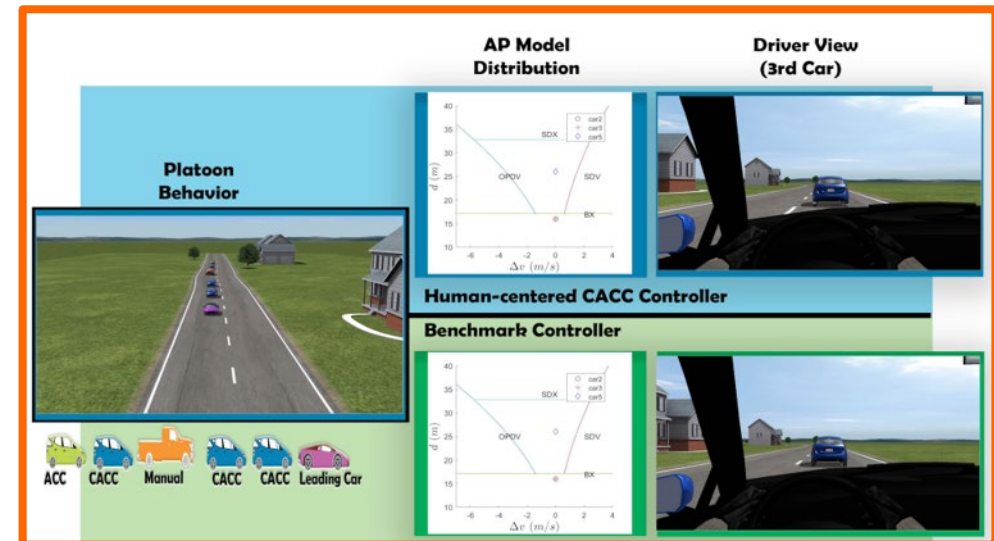 AP Model
Distribution
Driver View
(3rd Car)
Platoon
Behavior
40
35
30
25
20
15
10
d (m)
SDX
OPDV
SDV
BX
car2
car3
car5
-6 -4 -2 0 2 4
Δv (m/s)
Human-centered CACC Controller
Benchmark Controller
40
35
30
25
20
15
10
d (m)
SDX
OPDV
SDV
BX
car2
car3
car5
-6 -4 -2 0 2 4
Δv (m/s)
ACC CACC Manual CACC CACC Leading Car